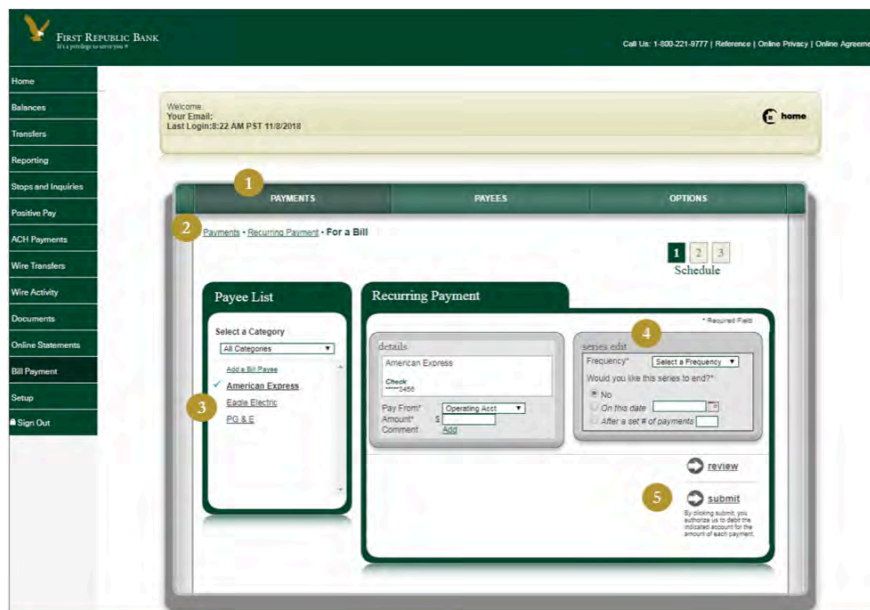 FIRST REPUBLIC BANK
It's a privilege to serve you®
Call Us: 1-800-221-9777 | Reference | Online Privacy | Online Agreeme
Home
Balances
Transfers
Reporting
Stops and Inquiries
Positive Pay
ACH Payments
Wire Transfers
Wire Activity
Documents
Online Statements
Bill Payment
Setup
Sign Out
Welcome
Your Email:
Last Login:8:22 AM PST 11/8/2018
home
1
PAYMENTS
PAYEES
OPTIONS
2
Payments • Recurring Payment • For a Bill
1 2 3
Schedule
Payee List
Select a Category
All Categories
Add a Bill Payee
American Express
3
Eadie Electric
PG & E
Recurring Payment
* Required Field
details
American Express
Check
*****3456
Pay From* Operating Acct
Amount* $
Comment Add
4
series edit
Frequency* Select a Frequency
Would you like this series to end?*
No
On this date
After a set # of payments
review
5
submit
By clicking submit, you
authorize us to debit the
indicated account for the
amount of each payment.